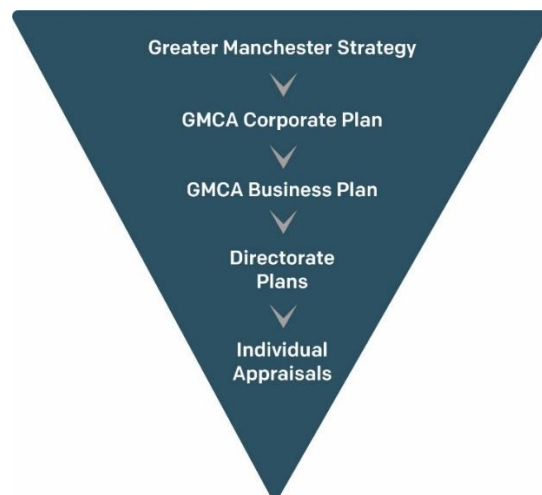 Greater Manchester Strategy
GMCA Corporate Plan
GMCA Business Plan
Directorate
Plans
Individual
Appraisals